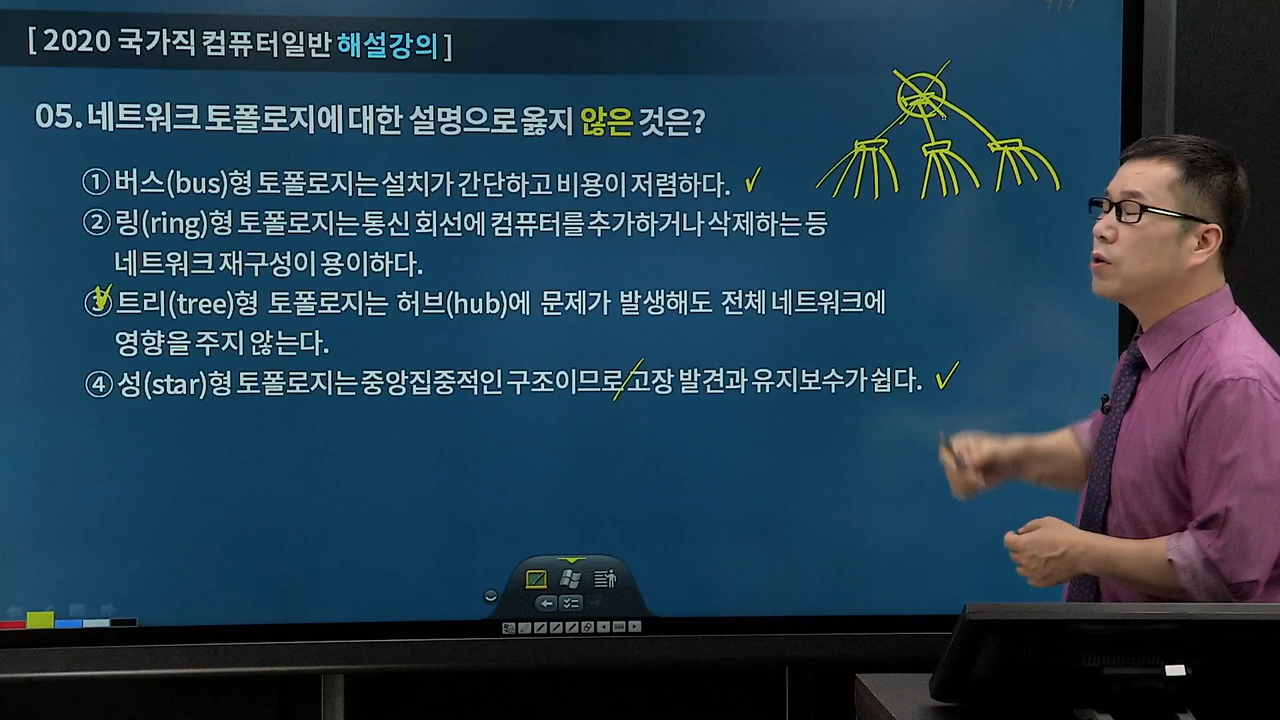 [ 2020 국가직 컴퓨터일반 해설강의 ]
05. 네트워크 토폴로지에 대한 설명으로 옳지 않은 것은?
① 버스(bus)형 토폴로지는 설치가 간단하고 비용이 저렴하다.
② 링(ring)형 토폴로지는 통신 회선에 컴퓨터를 추가하거나 삭제하는 등
네트워크 재구성이 용이하다.
③ 트리(tree)형 토폴로지는 허브(hub)에 문제가 발생해도 전체 네트워크에
영향을 주지 않는다.
④ 성(star)형 토폴로지는 중앙집중적인 구조이므로 고장 발견과 유지보수가 쉽다.